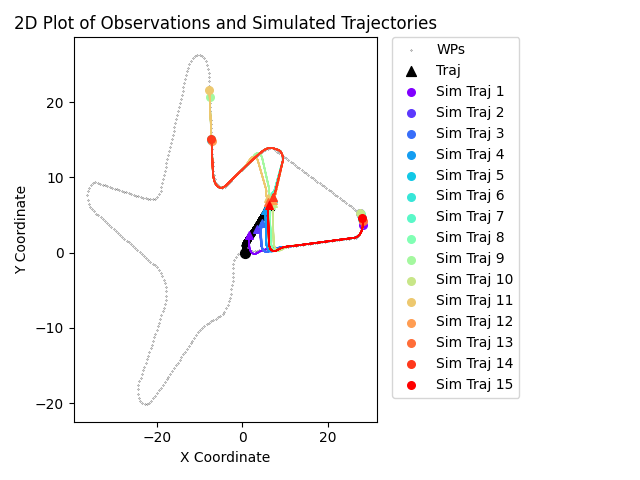 2D Plot of Observations and Simulated Trajectories
Y Coordinate
20
10
0
−10
−20
−20
0
20
X Coordinate
WPs
Traj
Sim Traj 1
Sim Traj 2
Sim Traj 3
Sim Traj 4
Sim Traj 5
Sim Traj 6
Sim Traj 7
Sim Traj 8
Sim Traj 9
Sim Traj 10
Sim Traj 11
Sim Traj 12
Sim Traj 13
Sim Traj 14
Sim Traj 15